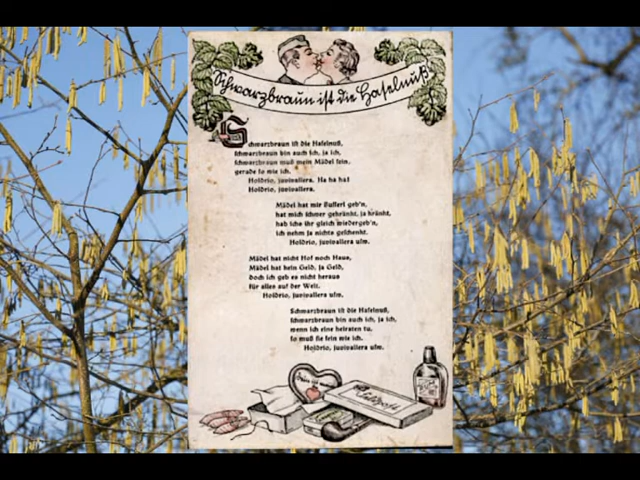 Schwarzbraun ist die Haselnuß
Schwarzbraun ist die Haselnuß,
schwarzbraun bin auch ich, ja ich,
schwarzbraun muß mein Mädel sein,
gerade so wie ich.
Holdrio, juvivallera. Ha ha ha!
Holdrio, juvivallera.
Mädel hat mir Busserl geb'n,
hat mich schwer gekränkt, ja kränkt,
hab ichs ihr gleich wiedergeb'n,
ich nehm ja nichts geschenkt.
Holdrio, juvivallera usw.
Mädel hat nicht Hof noch Haus,
Mädel hat kein Geld, ja Geld,
doch ich geb es nicht heraus
für alles auf der Welt.
Holdrio, juvivallera usw.
Schwarzbraun ist die Haselnuß,
schwarzbraun bin auch ich, ja ich,
wenn ich eine heiraten tu,
so muß sie sein wie ich.
Holdrio, juvivallera usw.
Feldpost